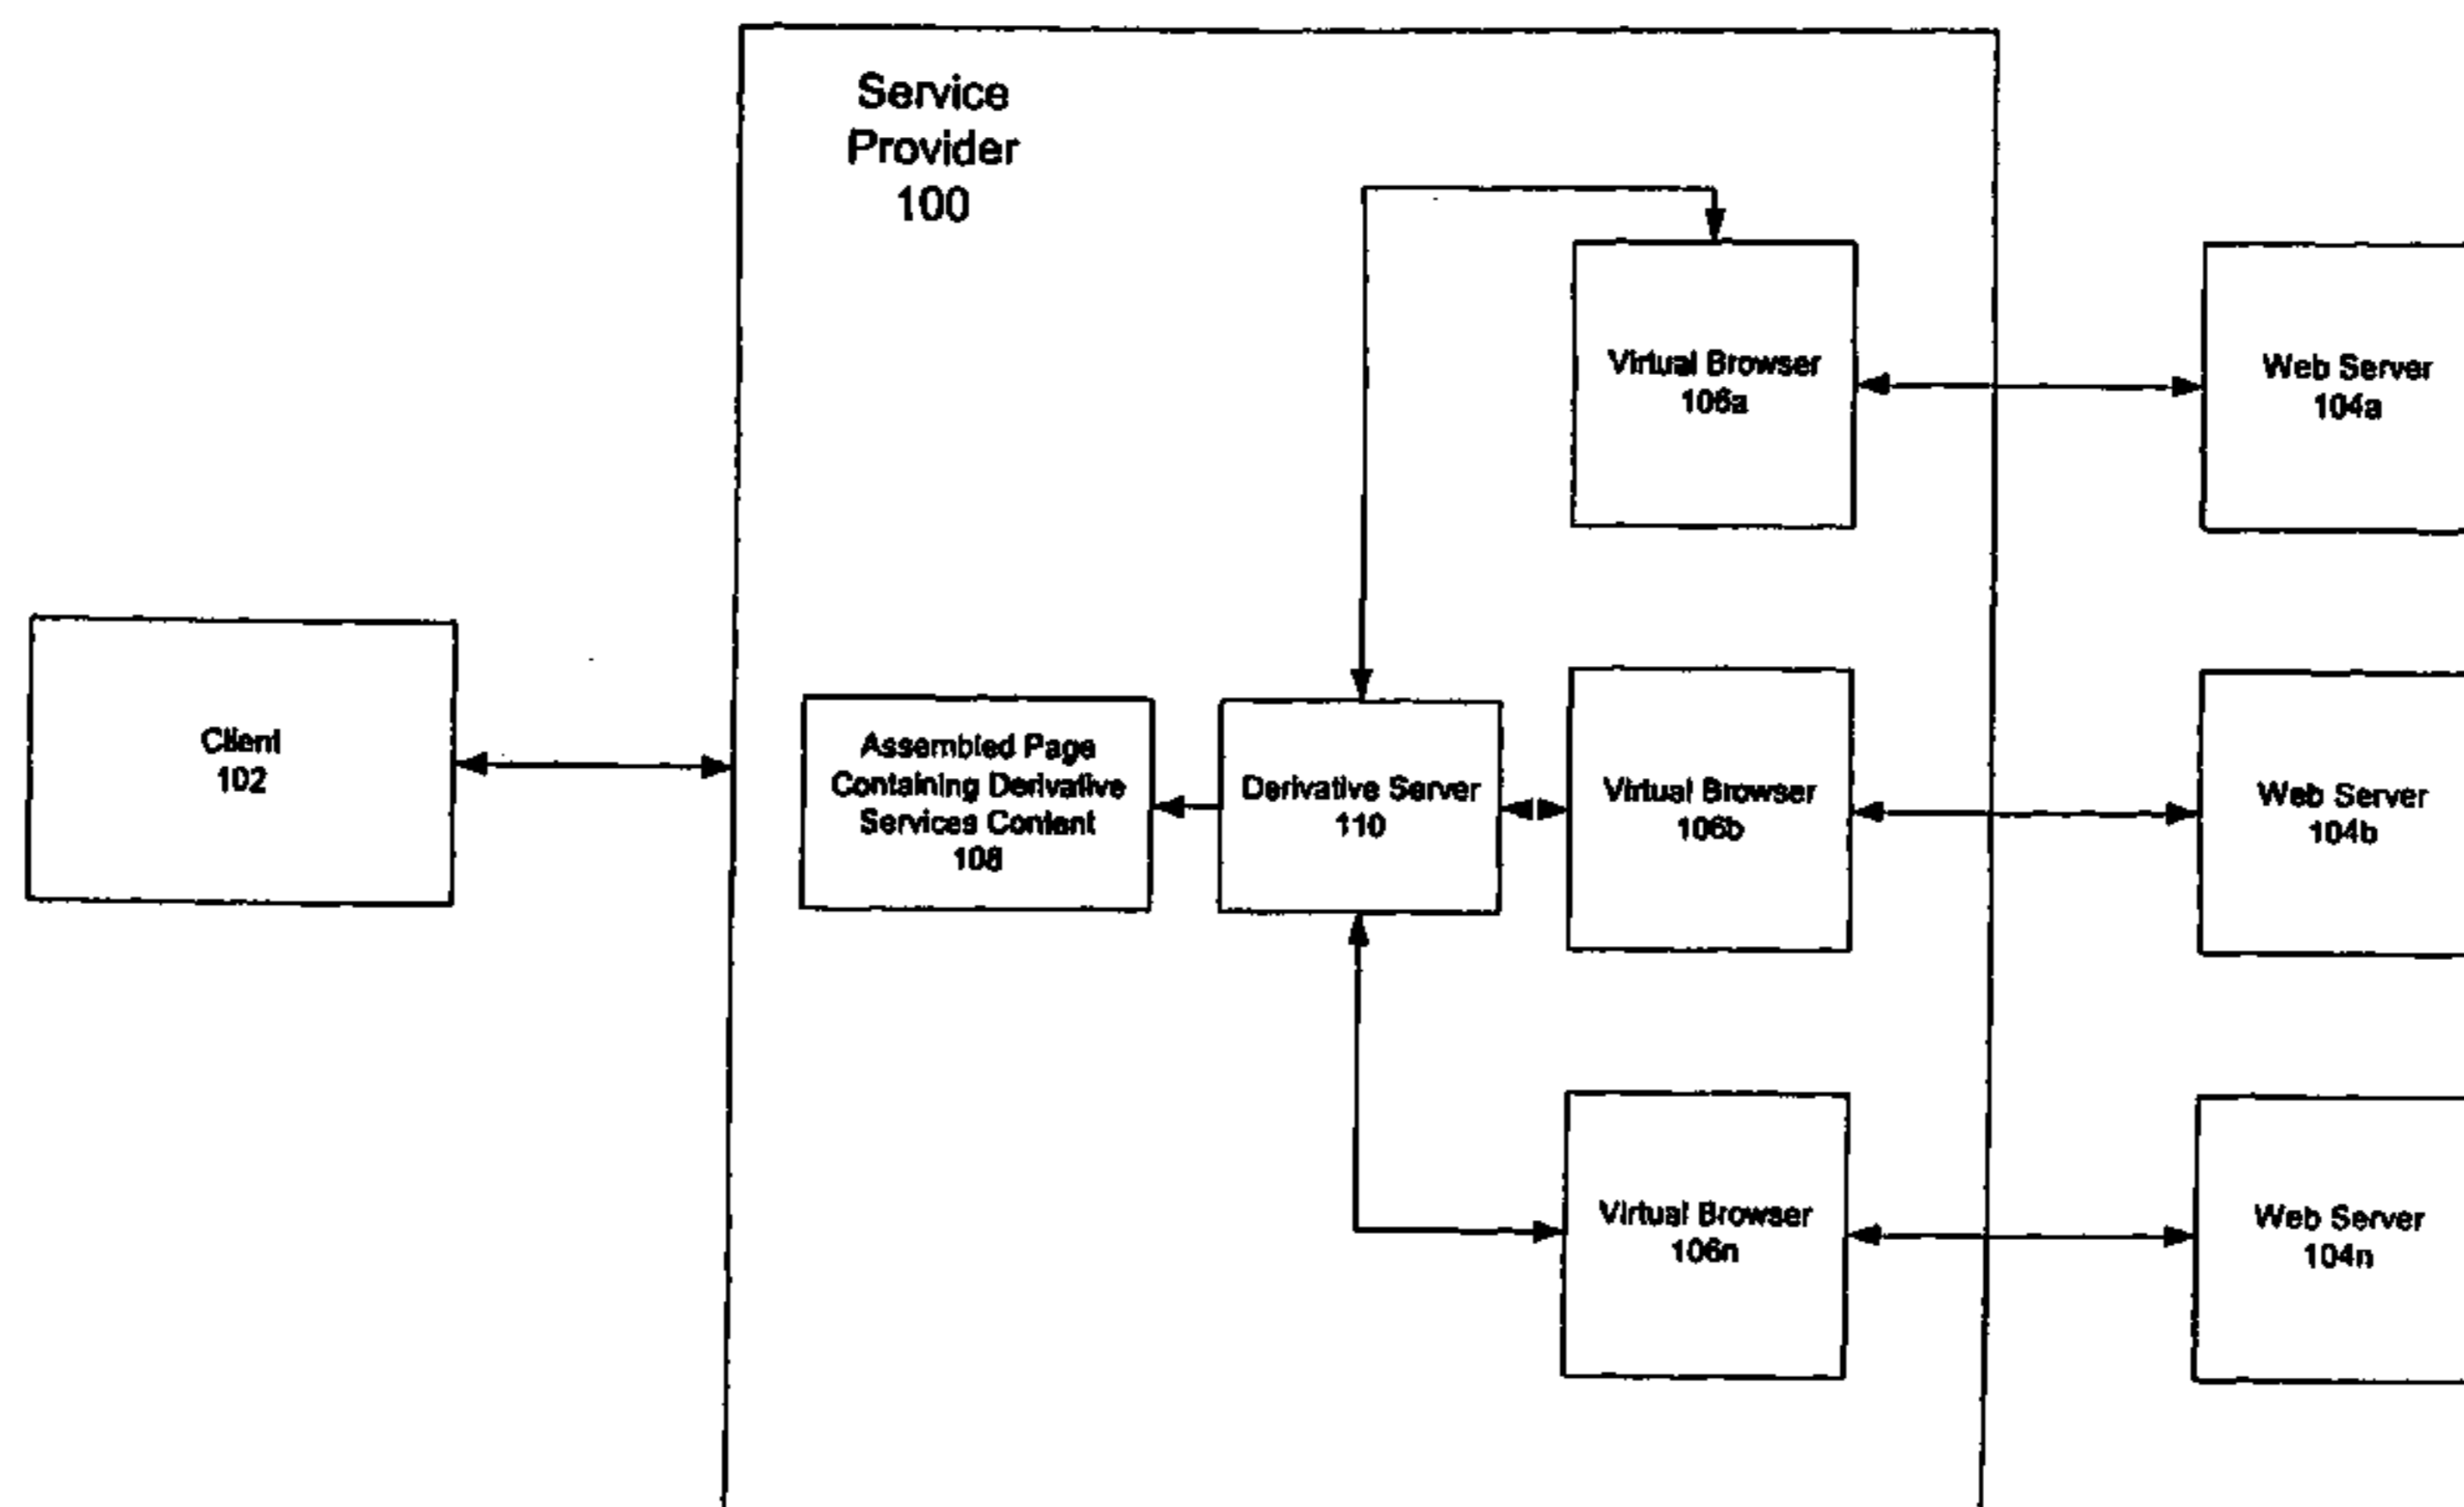 Service
Provider
100
Virtual Browser
106a
Web Server
104a
Client
102
Assembled Page
Containing Derivative
Services Content
108
Derivative Server
110
Virtual Browser
106b
Web Server
104b
Virtual Browser
106n
Web Server
104n